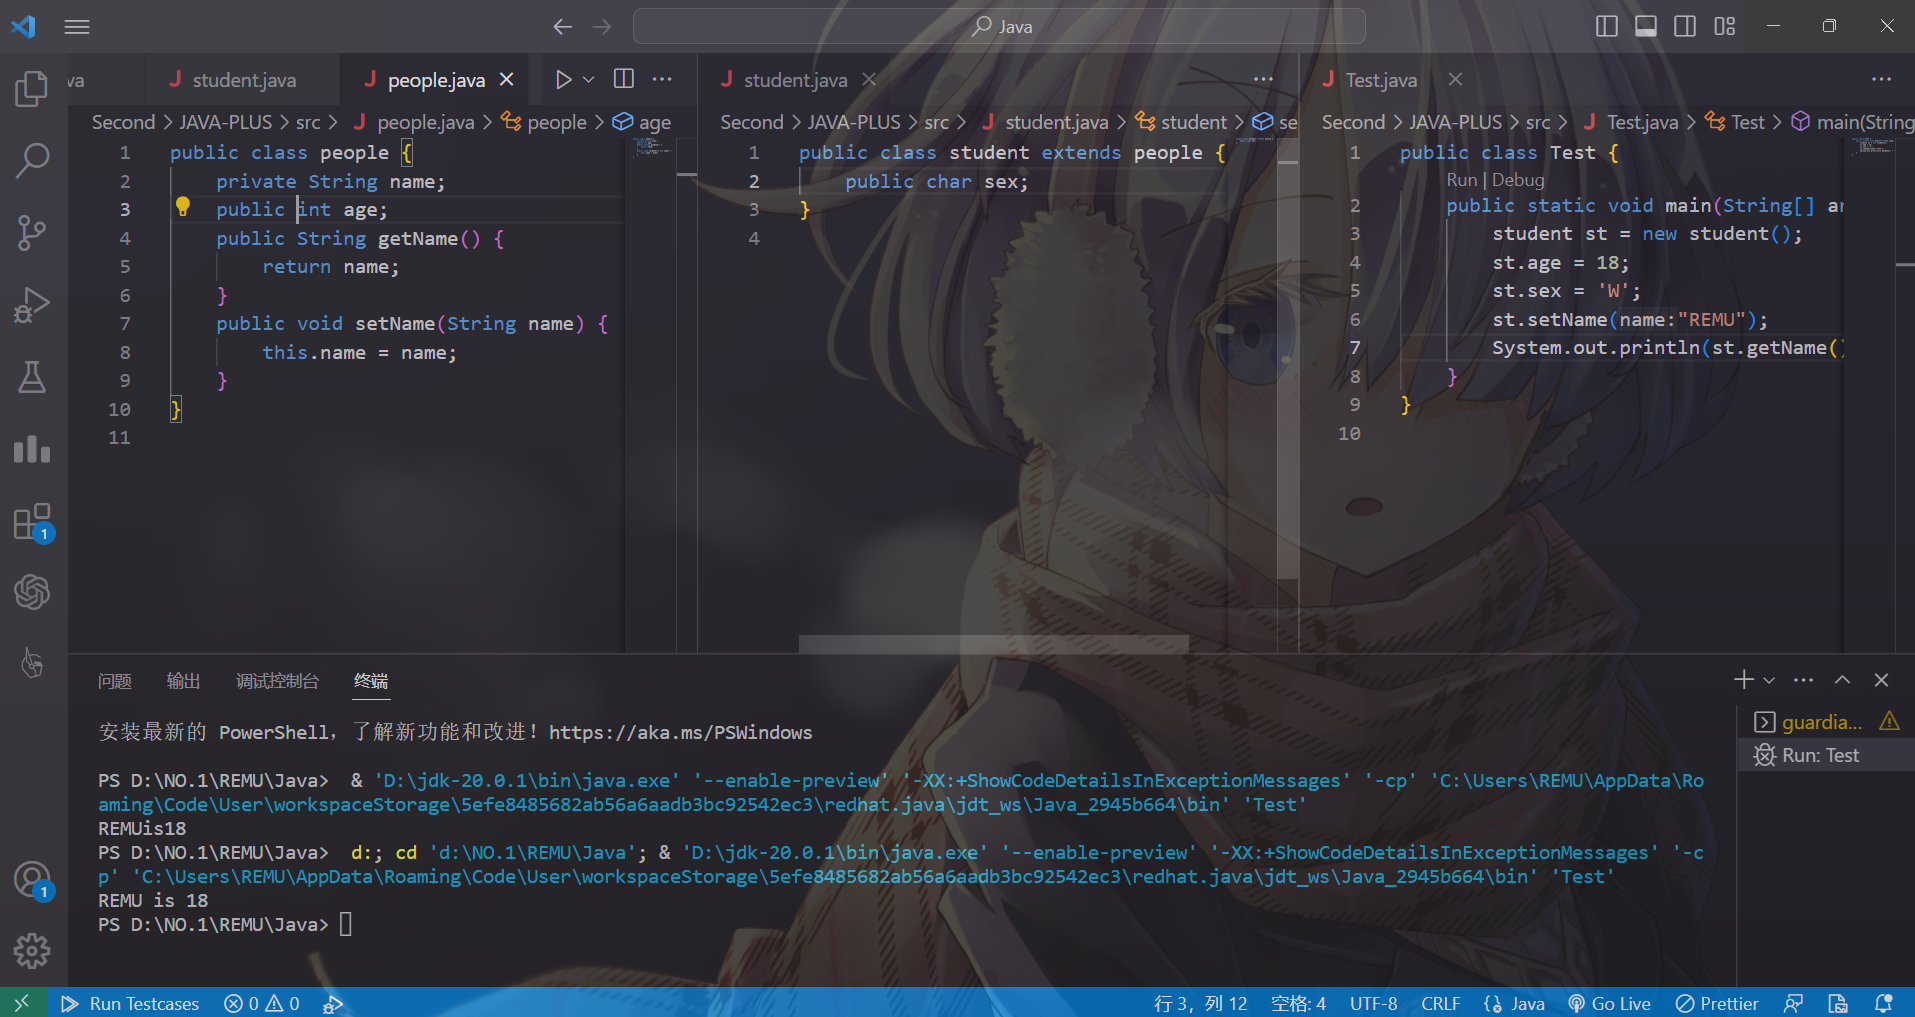 Java
va
student.java
people.java
Second > JAVA-PLUS > src > people.java > people > age
1 public class people {
2 private String name;
3 public int age;
4 public String getName() {
5 return name;
6 }
7 public void setName(String name) {
8 this.name = name;
9 }
10 }
11
student.java
Second > JAVA-PLUS > src > student.java > student > se
1 public class student extends people {
2 public char sex;
3 }
4
Test.java
Second > JAVA-PLUS > src > Test.java > Test > main(String
1 public class Test {
Run | Debug
2 public static void main(String[] ar
3 student st = new student();
4 st.age = 18;
5 st.sex = 'W';
6 st.setName(name:"REMU");
7 System.out.println(st.getName()
8 }
9 }
10
问题 输出 调试控制台 终端
安装最新的 PowerShell，了解新功能和改进！https://aka.ms/PSWindows
PS D:\NO.1\REMU\Java> & 'D:\jdk-20.0.1\bin\java.exe' '--enable-preview' '-XX:+ShowCodeDetailsInExceptionMessages' '-cp' 'C:\Users\REMU\AppData\Ro
aming\Code\User\workspaceStorage\5efe8485682ab56a6aadb3bc92542ec3\redhat.java\jdt_ws\Java_2945b664\bin' 'Test'
REMUis18
PS D:\NO.1\REMU\Java> d:; cd 'd:\NO.1\REMU\Java'; & 'D:\jdk-20.0.1\bin\java.exe' '--enable-preview' '-XX:+ShowCodeDetailsInExceptionMessages' '-c
p' 'C:\Users\REMU\AppData\Roaming\Code\User\workspaceStorage\5efe8485682ab56a6aadb3bc92542ec3\redhat.java\jdt_ws\Java_2945b664\bin' 'Test'
REMU is 18
PS D:\NO.1\REMU\Java>
guardia...
Run: Test
1
1
Run Testcases 0 0 行 3，列 12 空格: 4 UTF-8 CRLF Java Go Live Prettier